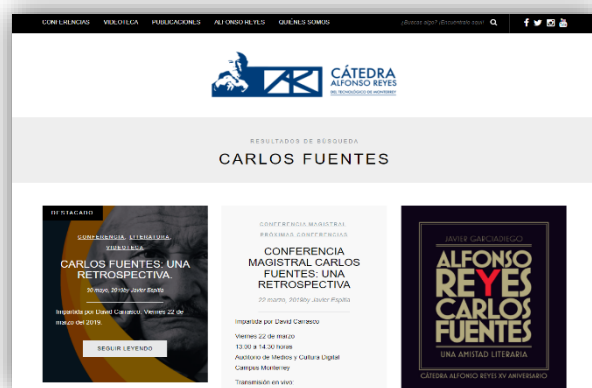 CONFERENCIAS VIDEOTECA PUBLICACIONES ALFONSO REYES QUIÉNES SOMOS ¿Buscas algo? ¡Encuéntralo aquí!
CÁTEDRA
ALFONSO REYES
DEL TECNOLÓGICO DE MONTERREY
RESULTADOS DE BÚSQUEDA
CARLOS FUENTES
DESTACADO
CONFERENCIA, LITERATURA,
VIDEOTECA
CARLOS FUENTES: UNA
RETROSPECTIVA.
30 mayo, 2019by Javier Espitia
Impartida por David Carrasco, Viernes 22 de
marzo del 2019.
SEGUIR LEYENDO
CONFERENCIA MAGISTRAL
PRÓXIMAS CONFERENCIAS
CONFERENCIA
MAGISTRAL CARLOS
FUENTES: UNA
RETROSPECTIVA
22 marzo, 2019by Javier Espitia
Impartida por David Carrasco
Viernes 22 de marzo
13:00 a 14:30 horas
Auditorio de Medios y Cultura Digital
Campus Monterrey
Transmisión en vivo:
JAVIER GARCIADIEGO
ALFONSO
REYES
CARLOS
FUENTES
UNA AMISTAD LITERARIA
CÁTEDRA ALFONSO REYES XV ANIVERSARIO